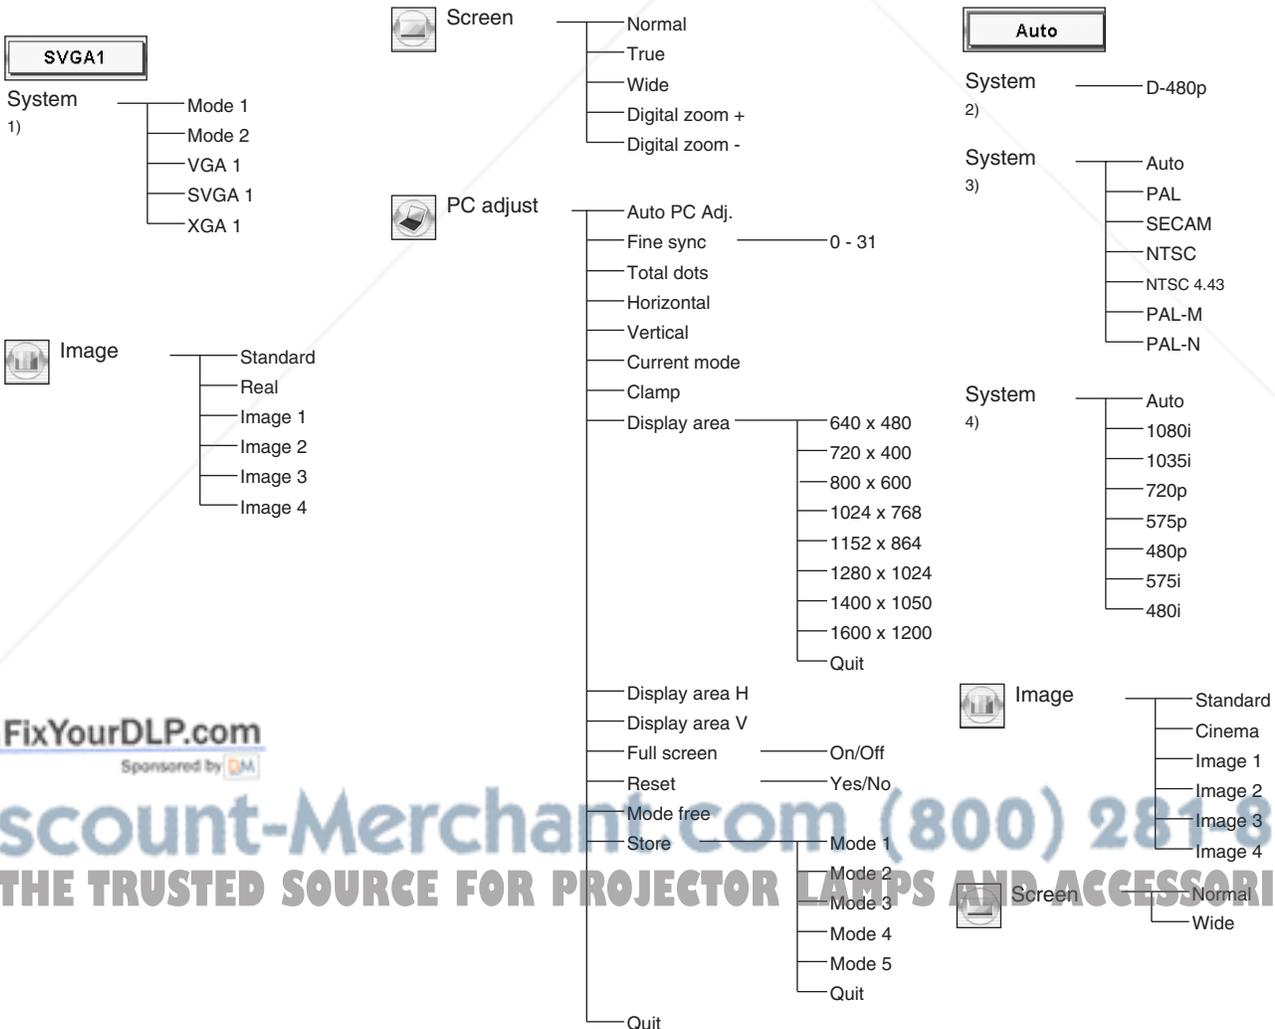 SVGA1
System
1)
Mode 1
Mode 2
VGA 1
SVGA 1
XGA 1
Image
Standard
Real
Image 1
Image 2
Image 3
Image 4
Screen
Normal
True
Wide
Digital zoom +
Digital zoom -
PC adjust
Auto PC Adj.
Fine sync
0 - 31
Total dots
Horizontal
Vertical
Current mode
Clamp
Display area
640 x 480
720 x 400
800 x 600
1024 x 768
1152 x 864
1280 x 1024
1400 x 1050
1600 x 1200
Quit
Display area H
Display area V
Full screen
On/Off
Reset
Yes/No
Mode free
Store
Mode 1
Mode 2
Mode 3
Mode 4
Mode 5
Quit
Quit
Auto
System
2)
D-480p
System
3)
Auto
PAL
SECAM
NTSC
NTSC 4.43
PAL-M
PAL-N
System
4)
Auto
1080i
1035i
720p
575p
480p
575i
480i
Image
Standard
Cinema
Image 1
Image 2
Image 3
Image 4
Screen
Normal
Wide
FixYourDLP.com
Sponsored by DM
scount-Merchant.com (800) 281-8
THE TRUSTED SOURCE FOR PROJECTOR LAMPS AND ACCESSORI